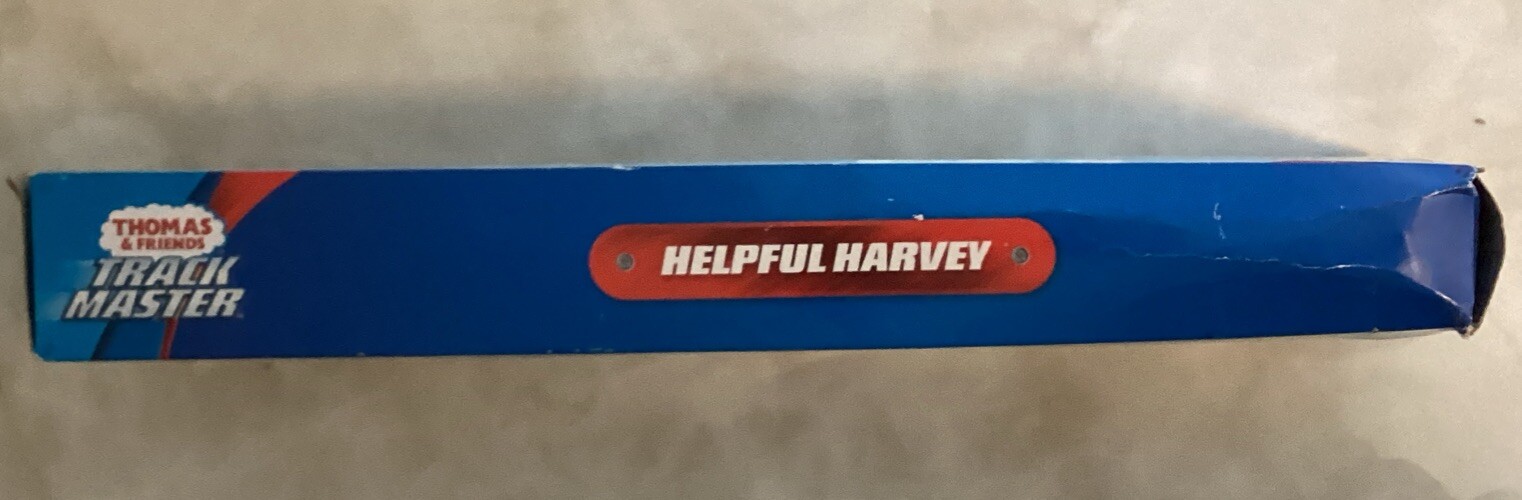 THOMAS
& FRIENDS
TRACK
MASTER
HELPFUL HARVEY